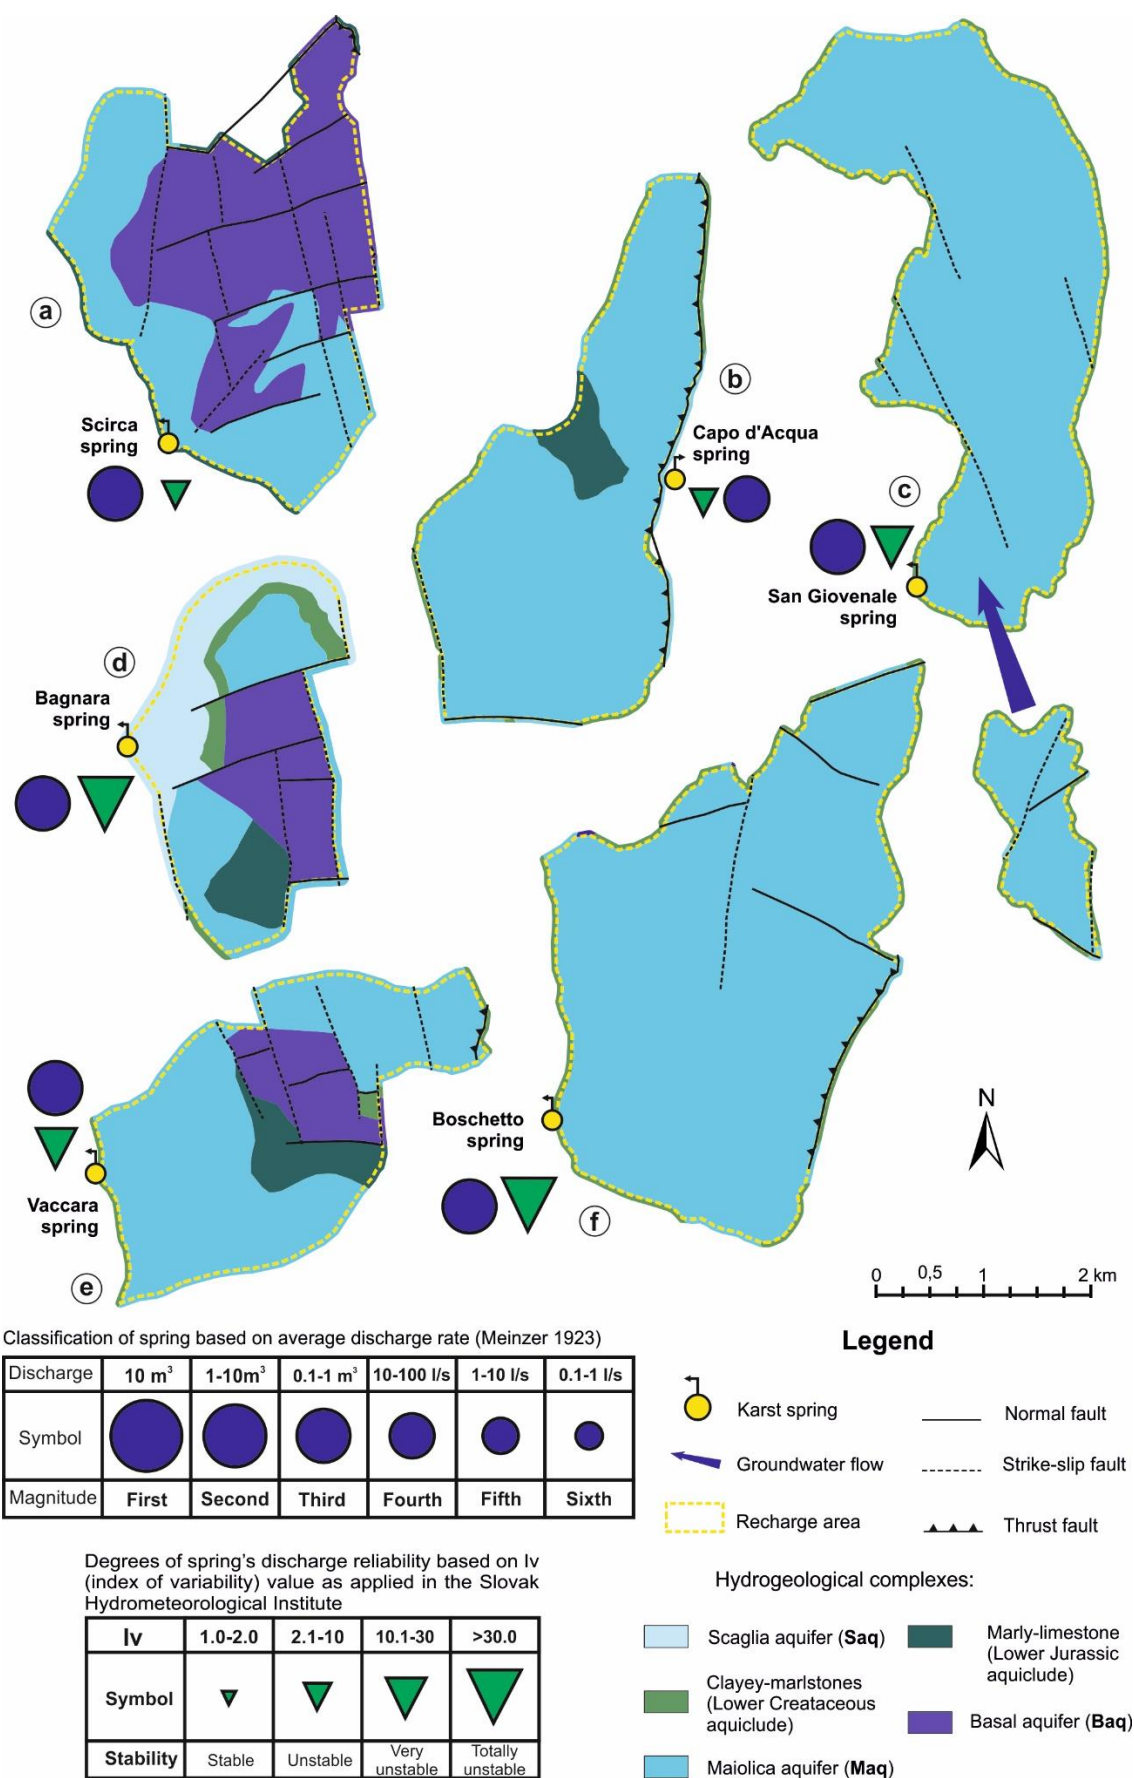 a
Scirca
spring
b
Capo d'Acqua
spring
c
San Giovenale
spring
d
Bagnara
spring
Boschetto
spring
Vaccara
spring
e
f
N
0 0,5 1 2 km
Classification of spring based on average discharge rate (Meinzer 1923)
Discharge 10 m³ 1-10m³ 0.1-1 m³ 10-100 l/s 1-10 l/s 0.1-1 l/s
Symbol
Magnitude First Second Third Fourth Fifth Sixth
Degrees of spring's discharge reliability based on Iv
(index of variability) value as applied in the Slovak
Hydrometeorological Institute
Iv 1.0-2.0 2.1-10 10.1-30 >30.0
Symbol
Stability Stable Unstable Very unstable Totally unstable
Legend
Karst spring
Normal fault
Groundwater flow
Strike-slip fault
Recharge area
Thrust fault
Hydrogeological complexes:
Scaglia aquifer (Saq)
Marly-limestone
(Lower Jurassic
aquiclude)
Clayey-marlstones
(Lower Creataceous
aquiclude)
Basal aquifer (Baq)
Maiolica aquifer (Maq)